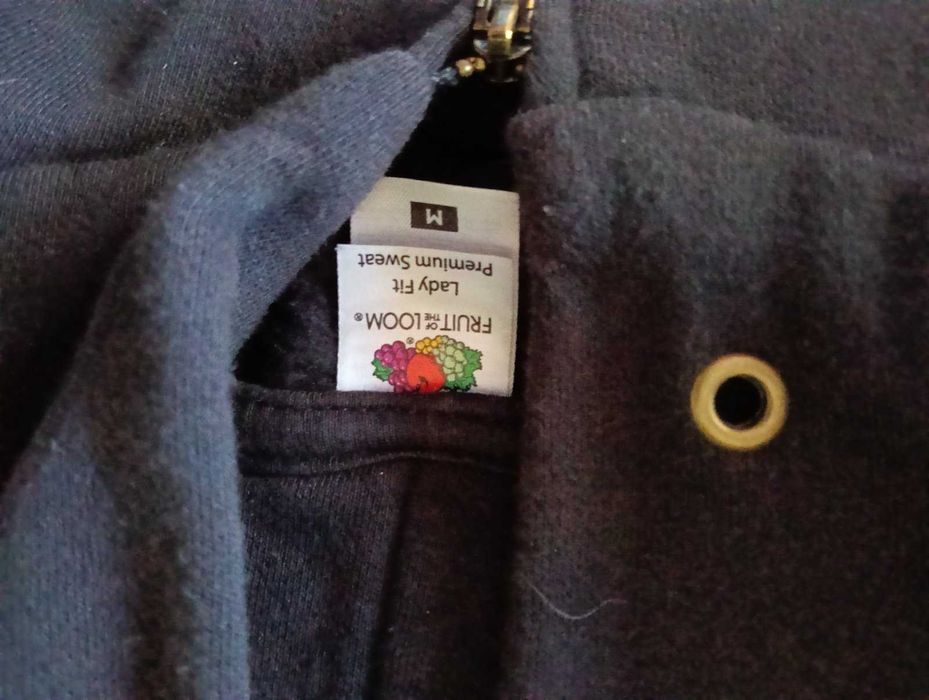 FRUIT OF THE LOOM®
Lady Fit
Premium Sweat
M